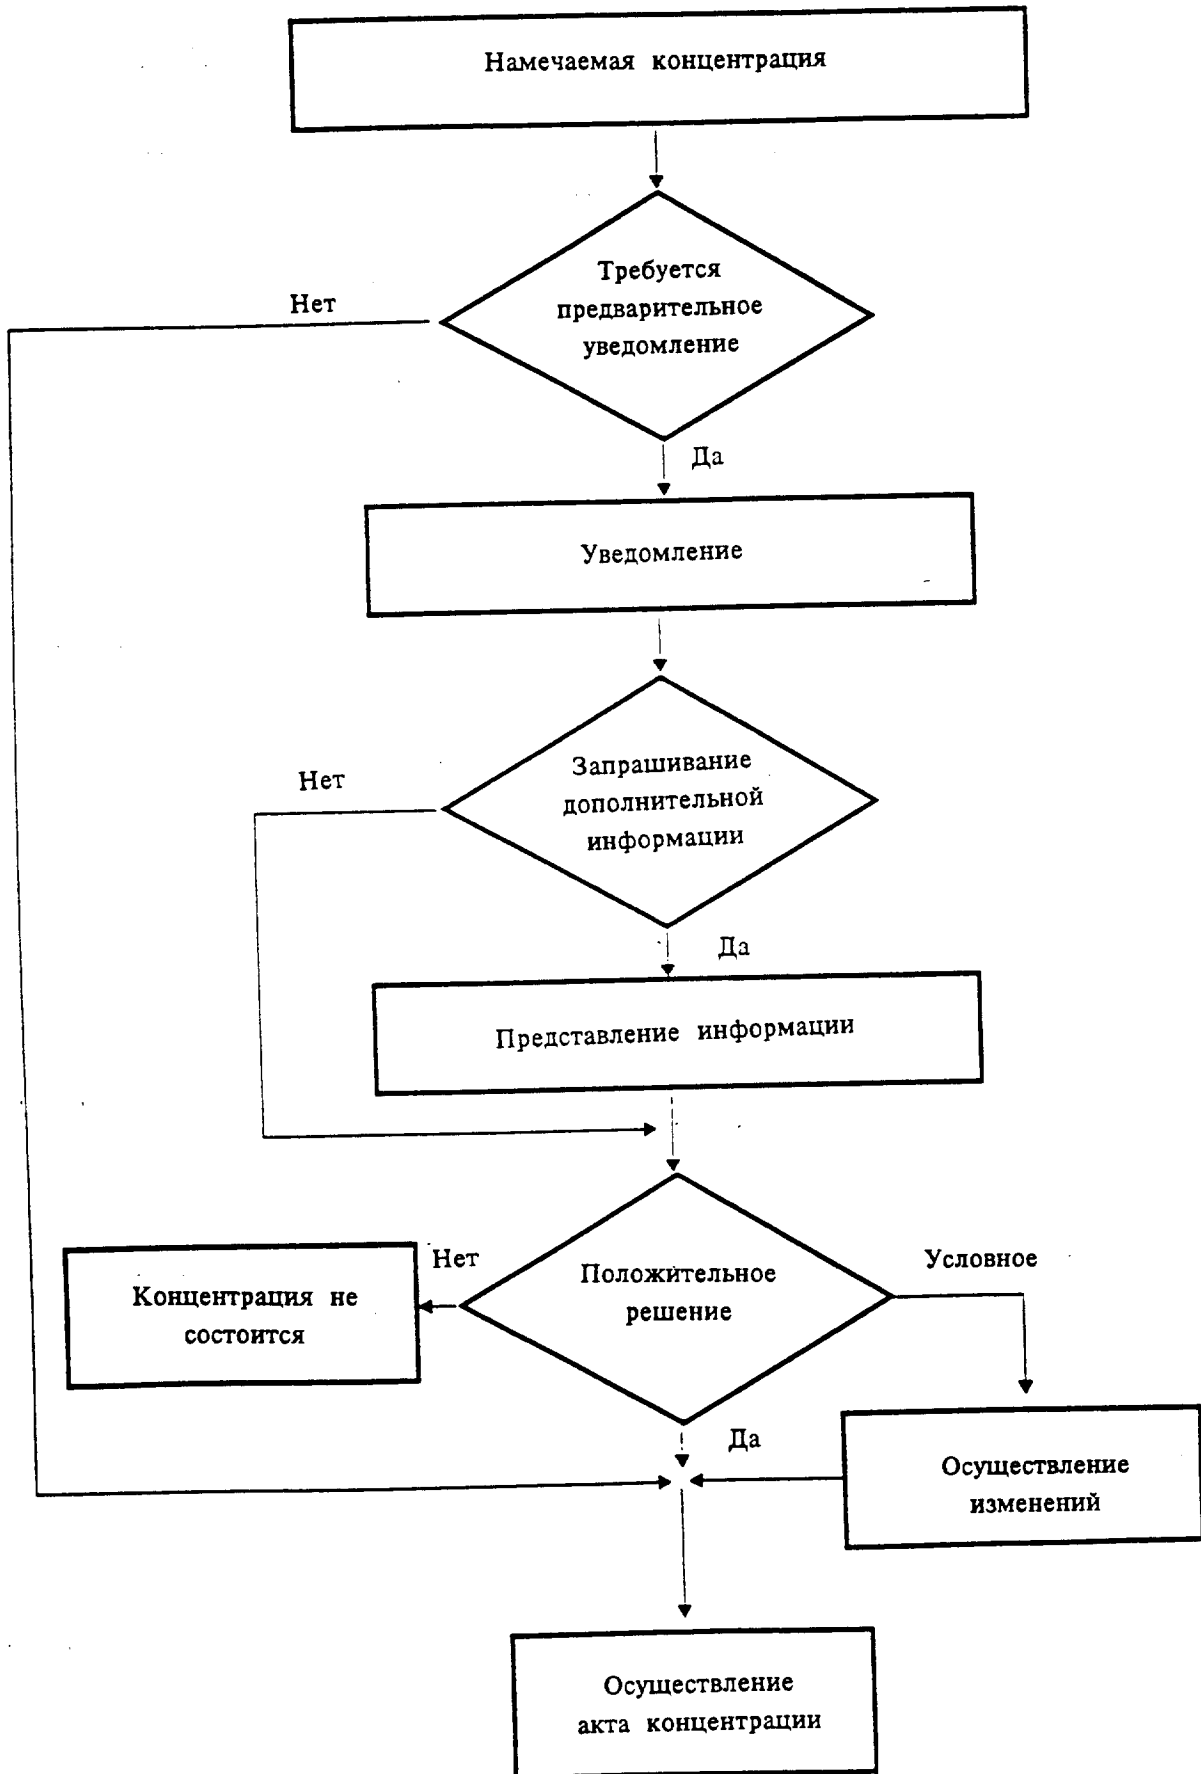 Намечаемая концентрация
Требуется
предварительное
уведомление
Нет
Да
Уведомление
Запрашивание
дополнительной
информации
Нет
Да
Представление информации
Положительное
решение
Нет
Условное
Концентрация не
состоится
Да
Осуществление
изменений
Осуществление
акта концентрации